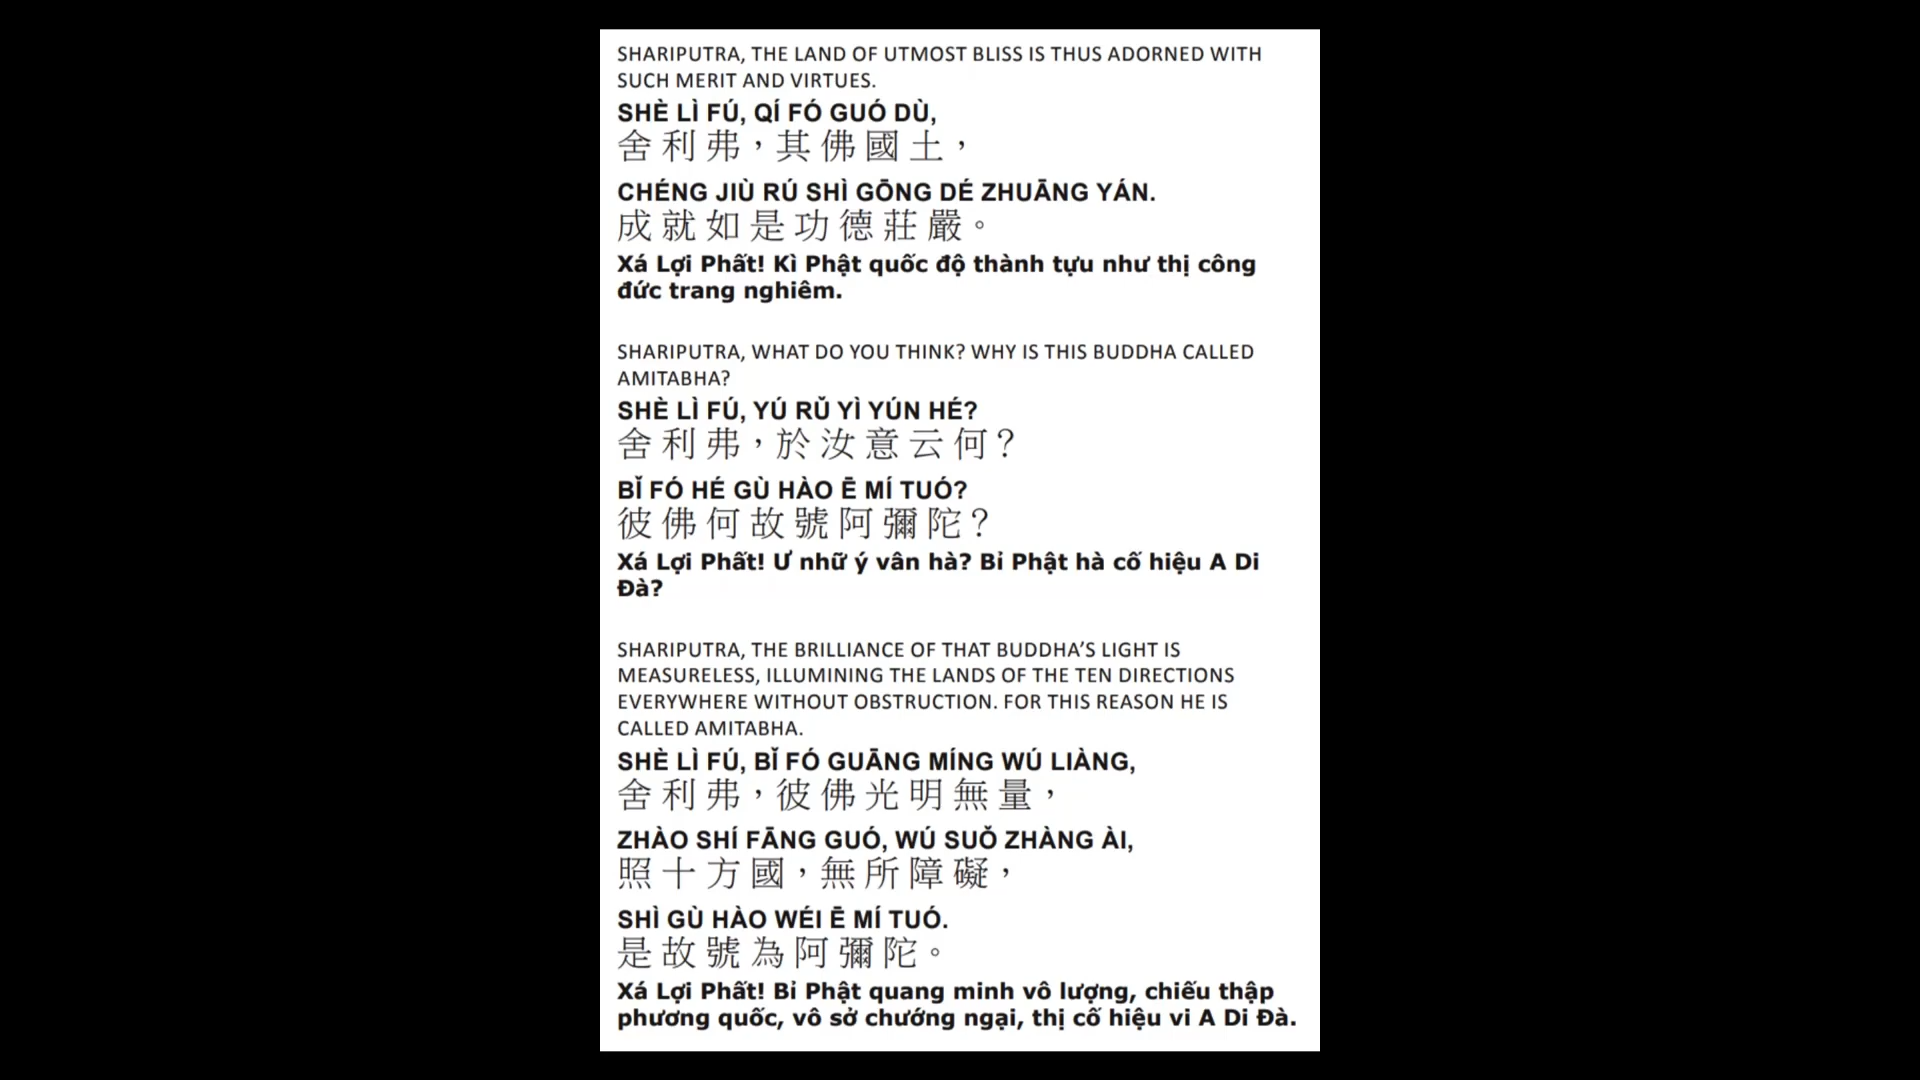 SHARIPUTRA, THE LAND OF UTMOST BLISS IS THUS ADORNED WITH
SUCH MERIT AND VIRTUES.
SHÈ LÌ FÚ, QÍ FÓ GUÓ DÙ,
舍利弗，其佛國土，
CHÉNG JIÙ RÚ SHÌ GŌNG DÉ ZHUĀNG YÁN.
成就如是功德莊嚴。
Xá Lợi Phất! Kì Phật quốc độ thành tựu như thị công
đức trang nghiêm.
SHARIPUTRA, WHAT DO YOU THINK? WHY IS THIS BUDDHA CALLED
AMITABHA?
SHÈ LÌ FÚ, YÚ RǓ YÌ YÚN HÉ?
舍利弗，於汝意云何？
BǏ FÓ HÉ GÙ HÀO Ē MÍ TUÓ?
彼佛何故號阿彌陀？
Xá Lợi Phất! Ư nhữ ý vân hà? Bỉ Phật hà cố hiệu A Di
Đà?
SHARIPUTRA, THE BRILLIANCE OF THAT BUDDHA’S LIGHT IS
MEASURELESS, ILLUMINING THE LANDS OF THE TEN DIRECTIONS
EVERYWHERE WITHOUT OBSTRUCTION. FOR THIS REASON HE IS
CALLED AMITABHA.
SHÈ LÌ FÚ, BǏ FÓ GUĀNG MÍNG WÚ LIÀNG,
舍利弗，彼佛光明無量，
ZHÀO SHÍ FĀNG GUÓ, WÚ SUǑ ZHÀNG ÀI,
照十方國，無所障礙，
SHÌ GÙ HÀO WÉI Ē MÍ TUÓ.
是故號為阿彌陀。
Xá Lợi Phất! Bỉ Phật quang minh vô lượng, chiếu thập
phương quốc, vô sở chướng ngại, thị cố hiệu vi A Di Đà.